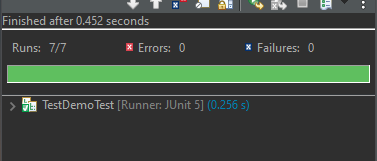 Finished after 0.452 seconds
Runs: 7/7 Errors: 0 Failures: 0
TestDemoTest [Runner: JUnit 5] (0.256 s)